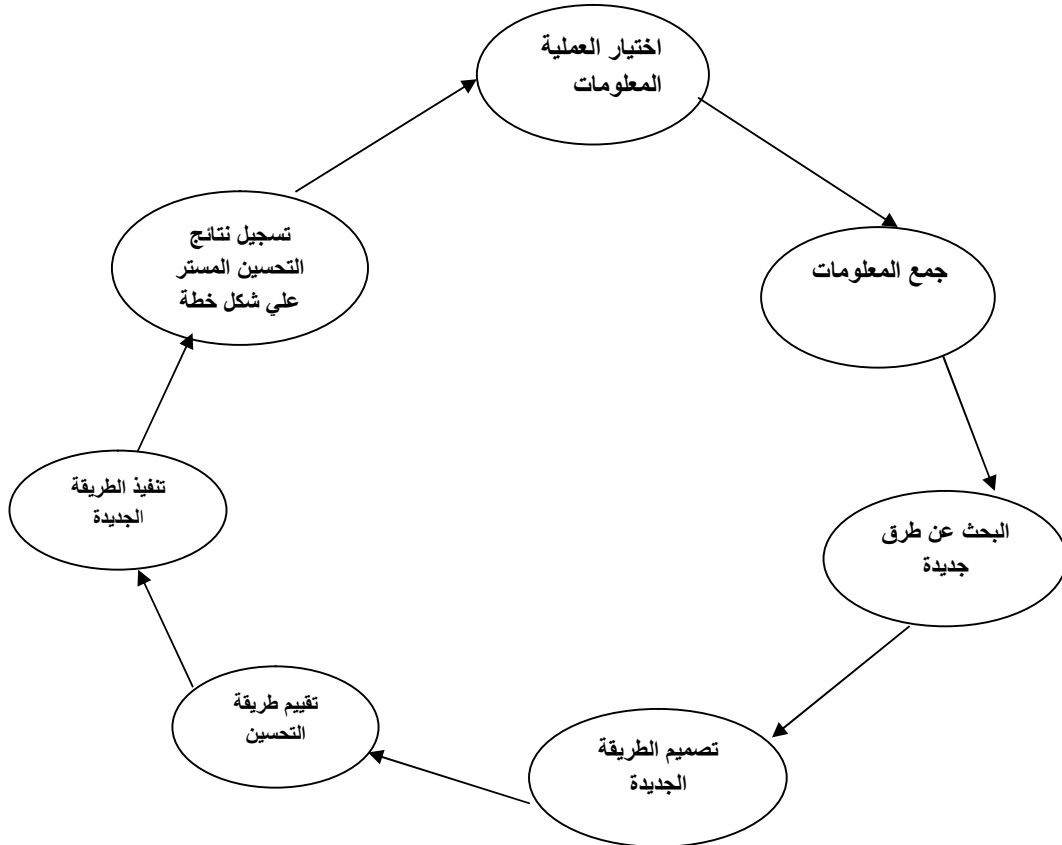 اختيار العملية
المعلومات
جمع المعلومات
البحث عن طرق
جديدة
تصميم الطريقة
الجديدة
تقييم طريقة
التحسين
تنفيذ الطريقة
الجديدة
تسجيل نتائج
التحسين المستر
علي شكل خطة